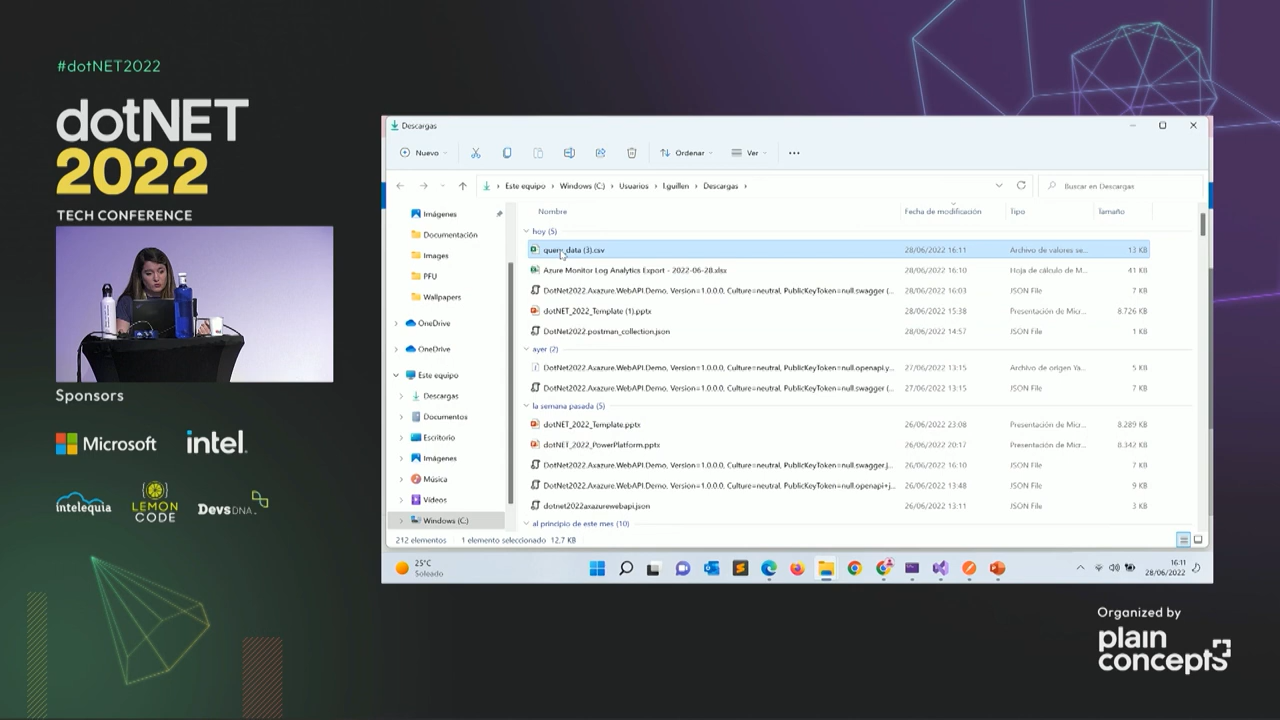 #dotNET2022
dotNET
2022
TECH CONFERENCE
Sponsors
Microsoft
intel.
intelequia
LEMON
CODE
DevsDNA
Descargas
Nuevo
Ordenar
Ver
Este equipo > Windows (C:) > Usuarios > l.guillen > Descargas >
Buscar en Descargas
Imágenes
Documentación
Images
PFU
Wallpapers
OneDrive
OneDrive
Este equipo
Descargas
Documentos
Escritorio
Imágenes
Música
Vídeos
Windows (C:)
Nombre Fecha de modificación Tipo Tamaño
hoy (5)
query_data (3).csv 28/06/2022 16:11 Archivo de valores se... 13 KB
Azure Monitor Log Analytics Export - 2022-06-28.xlsx 28/06/2022 16:10 Hoja de cálculo de M... 41 KB
DotNet2022.Axazure.WebAPI.Demo, Version=1.0.0.0, Culture=neutral, PublicKeyToken=null.swagger (... 28/06/2022 16:03 JSON File 7 KB
dotNET_2022_Template (1).pptx 28/06/2022 15:38 Presentación de Micr... 8.726 KB
DotNet2022.postman_collection.json 28/06/2022 14:57 JSON File 1 KB
ayer (2)
DotNet2022.Axazure.WebAPI.Demo, Version=1.0.0.0, Culture=neutral, PublicKeyToken=null.openapi.y... 27/06/2022 13:15 Archivo de origen Ya... 5 KB
DotNet2022.Axazure.WebAPI.Demo, Version=1.0.0.0, Culture=neutral, PublicKeyToken=null.swagger (... 27/06/2022 13:15 JSON File 7 KB
la semana pasada (5)
dotNET_2022_Template.pptx 26/06/2022 23:08 Presentación de Micr... 8.289 KB
dotNET_2022_PowerPlatform.pptx 26/06/2022 20:17 Presentación de Micr... 8.342 KB
DotNet2022.Axazure.WebAPI.Demo, Version=1.0.0.0, Culture=neutral, PublicKeyToken=null.swagger.j... 26/06/2022 16:10 JSON File 7 KB
DotNet2022.Axazure.WebAPI.Demo, Version=1.0.0.0, Culture=neutral, PublicKeyToken=null.openapi+j... 26/06/2022 13:48 JSON File 9 KB
dotnet2022axazurewebapi.json 26/06/2022 13:11 JSON File 3 KB
al principio de este mes (10)
212 elementos 1 elemento seleccionado 12,7 KB
25°C
Soleado
16:11
28/06/2022
Organized by
plain
concepts